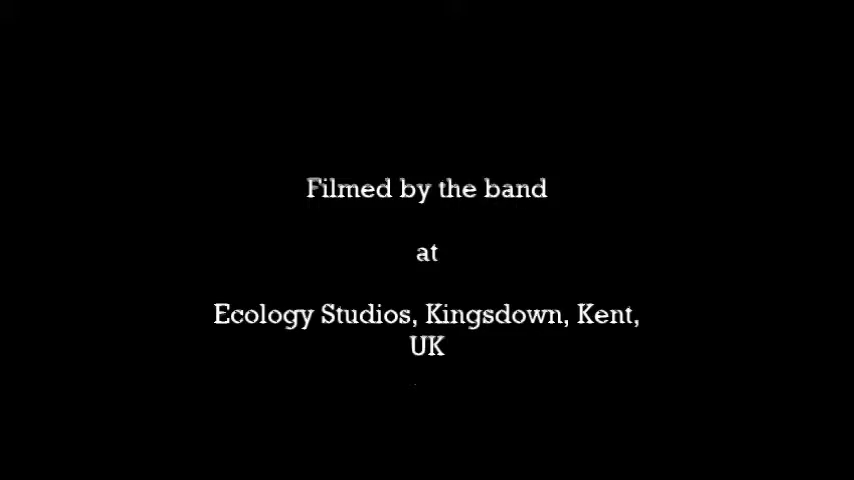 Filmed by the band
at
Ecology Studios, Kingsdown, Kent,
UK